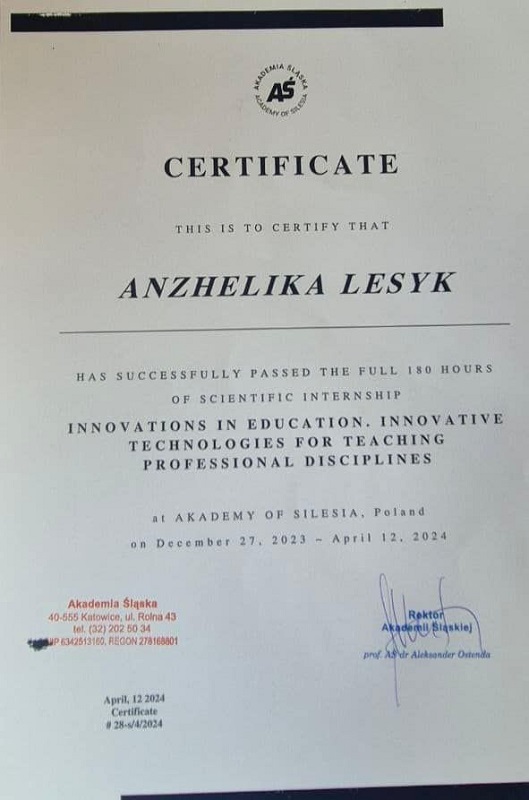 AKADEMIA ŚLĄSKA
AŚ
ACADEMY OF SILESIA
CERTIFICATE
THIS IS TO CERTIFY THAT
ANZHELIKA LESYK
HAS SUCCESSFULLY PASSED THE FULL 180 HOURS
OF SCIENTIFIC INTERNSHIP
INNOVATIONS IN EDUCATION. INNOVATIVE
TECHNOLOGIES FOR TEACHING
PROFESSIONAL DISCIPLINES
at AKADEMY OF SILESIA, Poland
on December 27, 2023 – April 12, 2024
Akademia Śląska
40-555 Katowice, ul. Rolna 43
tel. (32) 202 50 34
6342513160, REGON 278168801
Rektor
Akademii Śląskiej
prof. AŚ dr Aleksander Ostenda
April, 12 2024
Certificate
# 28-s/4/2024